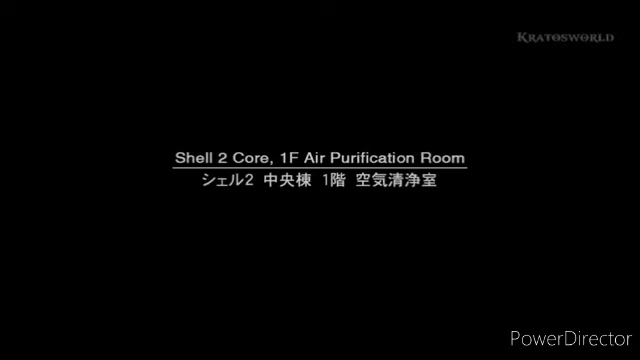 KRATOSWORLD
Shell 2 Core, 1F Air Purification Room
シェル2 中央棟 1階 空気清浄室
PowerDirector